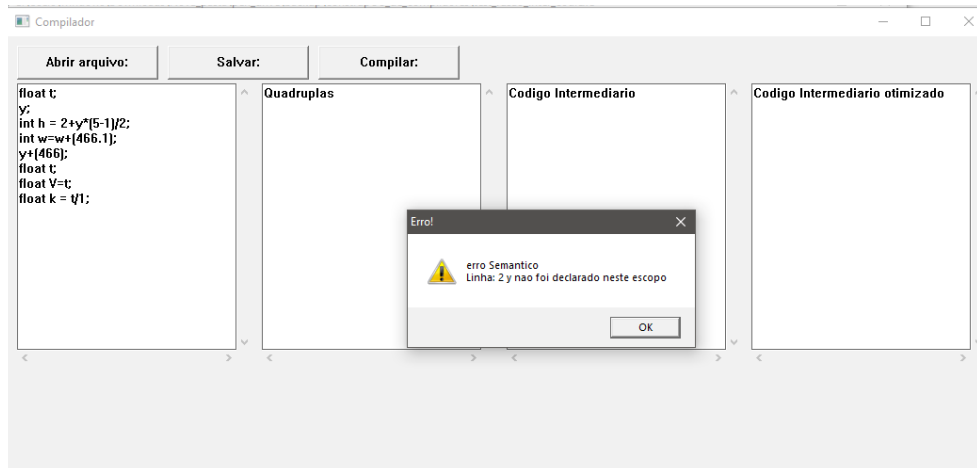 Compilador
Abrir arquivo:
Salvar:
Compilar:
float t;
y;
int h = 2+y*(5-1)/2;
int w=w+(466.1);
y+(466);
float t;
float V=t;
float k = t/1;
Quadruplas
Codigo Intermediario
Codigo Intermediario otimizado
Erro!
erro Semantico
Linha: 2 y nao foi declarado neste escopo
OK